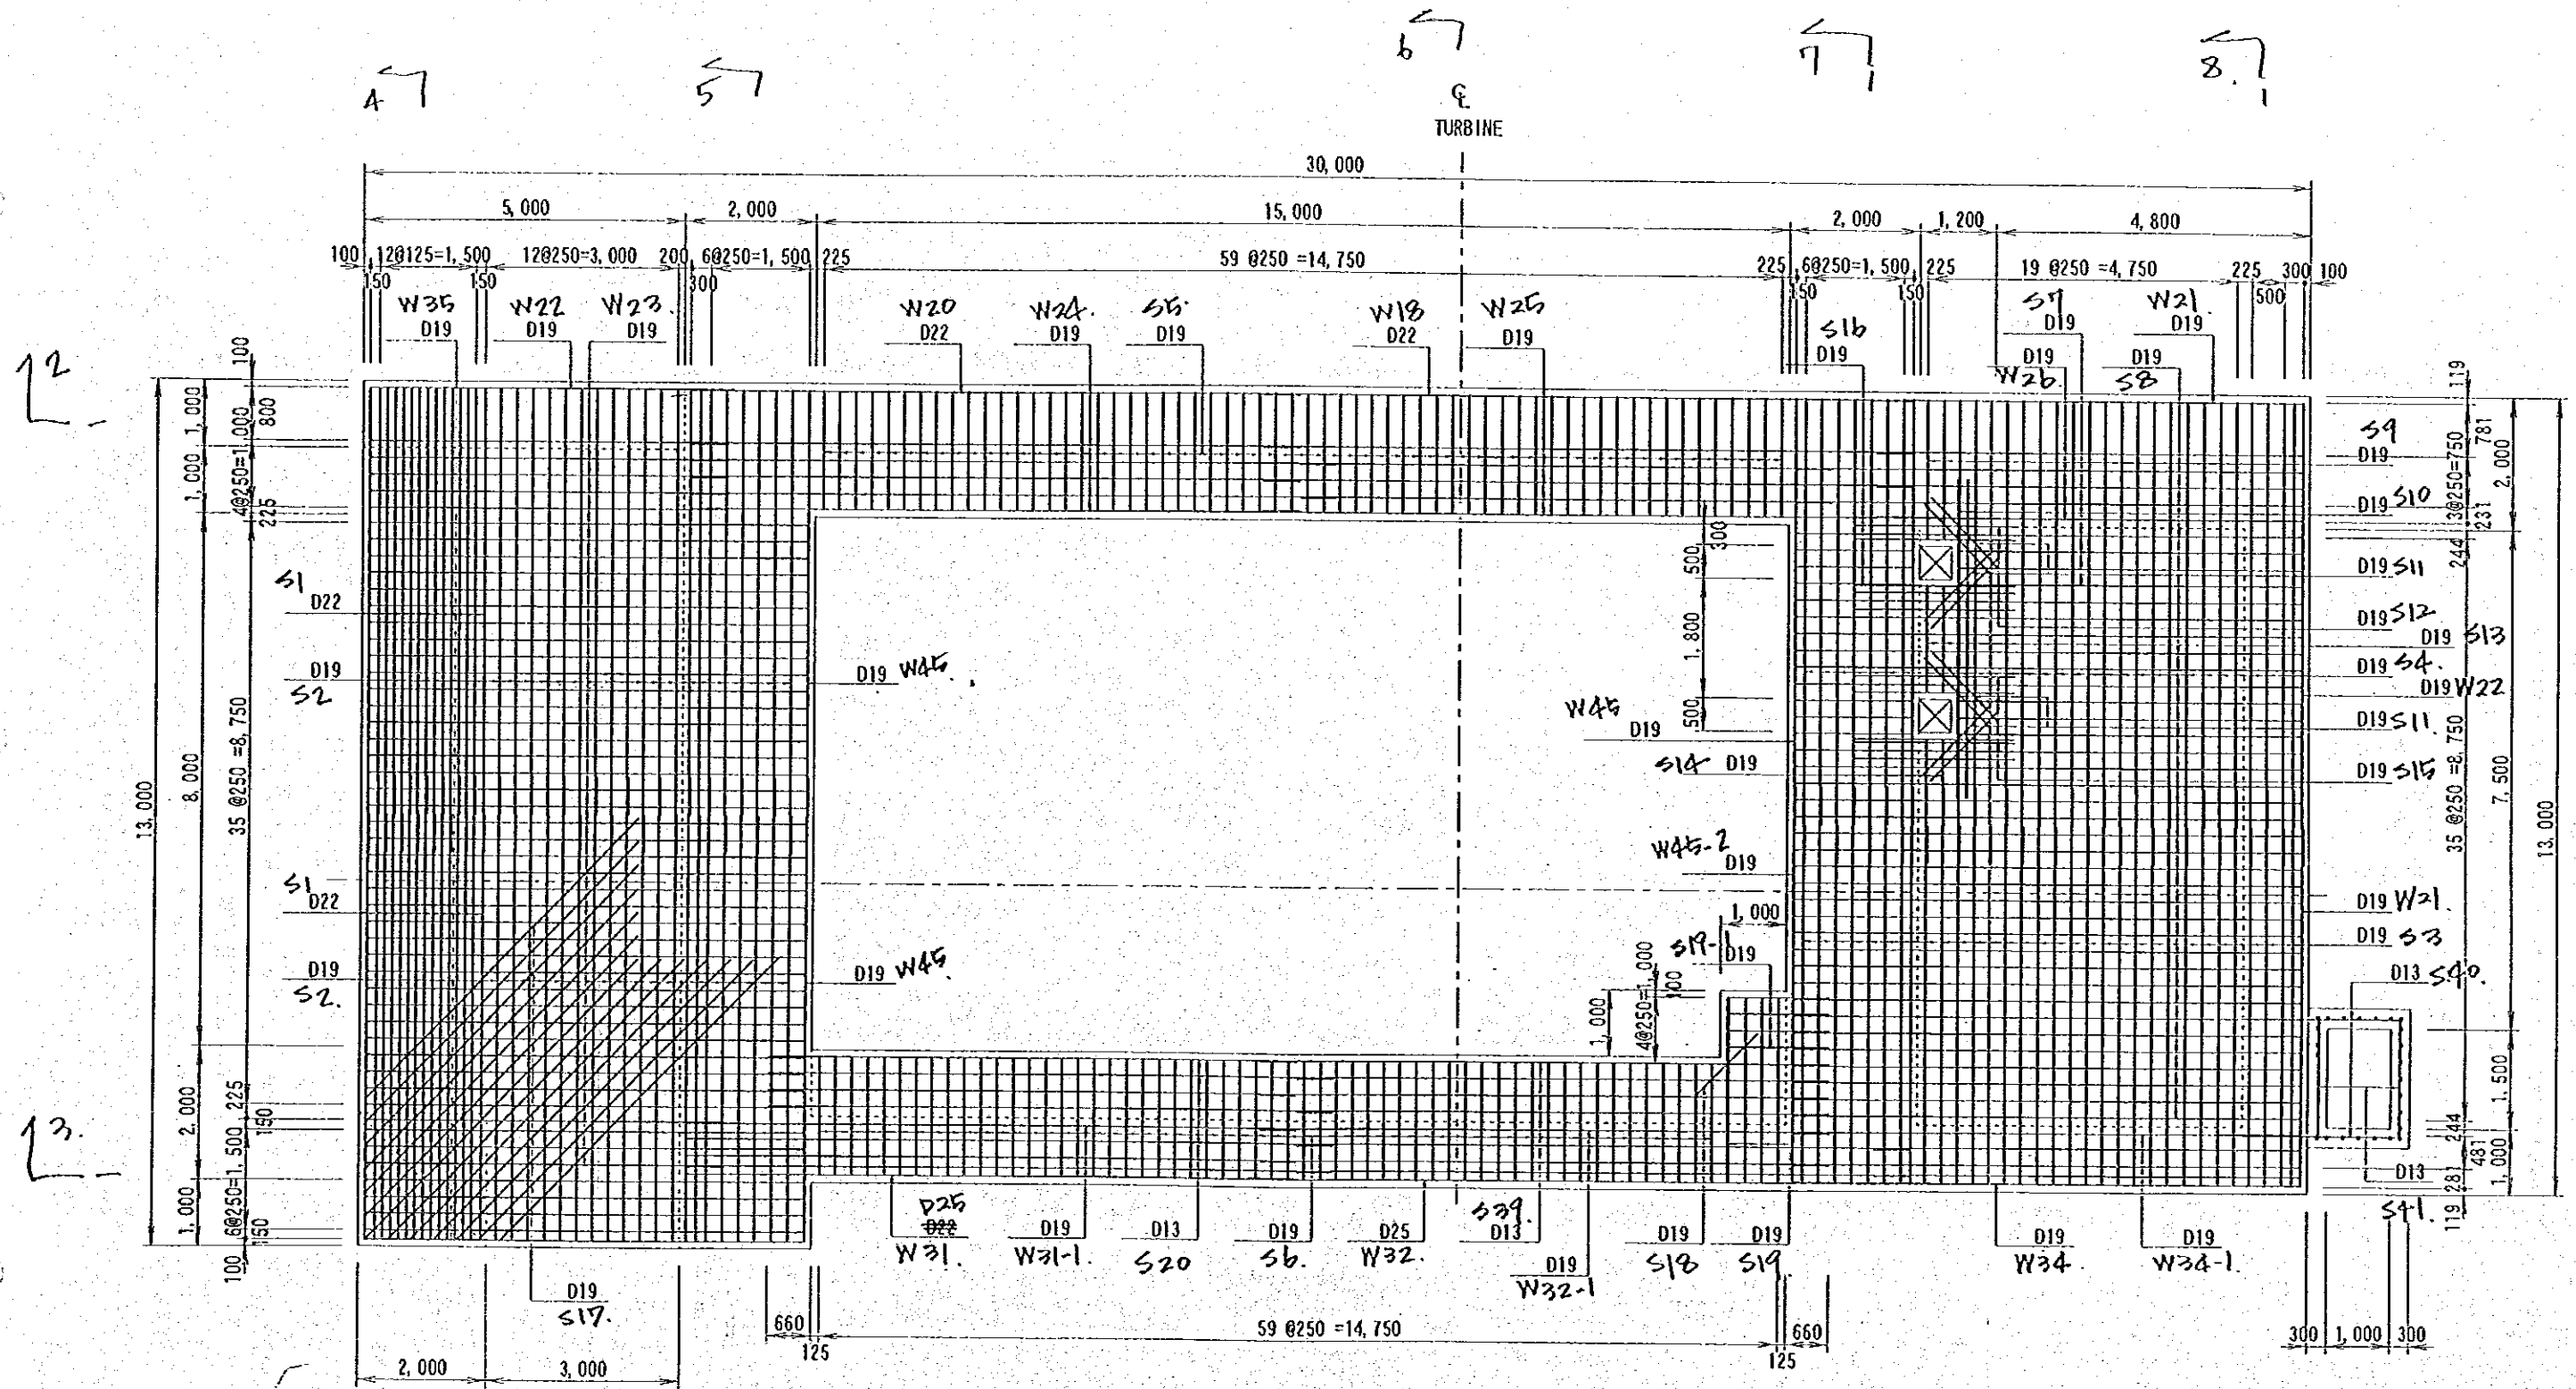 4
5
6
7
8.
℄
TURBINE
30,000
5,000 2,000 15,000 2,000 1,200 4,800
100 12@125=1,500 12@250=3,000 200 6@250=1,500 225 59 @250 =14,750 225 6@250=1,500 225 19 @250 =4,750 225 300 100
150 150 300 150 150 500
W35 W22 W23. W20 W24. S5. W18 W25 S16 S7 W21.
D19 D19 D19 D22 D19 D19 D22 D19 D19 D19 D19
D19 D19
W26. S8
12
13.
13,000
1,000 1,000 8,000 2,000 1,000
100 800 4@250=1,000 225 35 @250 =8,750 225 150 6@250=1,500 150 100
S1
D22
D19
S2
S1
D22
D19
S2.
D19 W45.
D19 W45.
300
500
1,800
500
W45
D19
S14 D19
W45-2
D19
1,000
S19-1
D19
1,000
4@250=1,000
100
S9
D19
D19 S10
D19 S11
D19 S12
D19 S13
D19 S4.
D19 W22
D19 S11.
D19 S15
D19 W21.
D19 S3
D13 S40.
D13
S41.
119 781 3@250=750 231 244 35 @250 =8,750 244 481 281 119
2,000 7,500 1,500 1,000
13,000
D25
D22
W31.
D19
W31-1.
D13
S20
D19
S6.
D25
W32.
S39.
D13
D19
W32-1
D19
S18
D19
S19.
D19
W34.
D19
W34-1.
D19
S17.
660 125 59 @250 =14,750 125 660
300 1,000 300
2,000 3,000